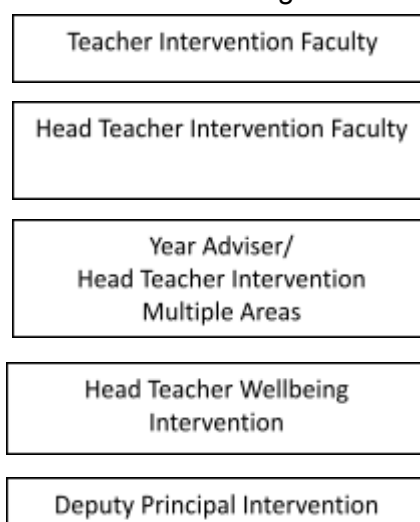 Teacher Intervention Faculty
Head Teacher Intervention Faculty
Year Adviser/
Head Teacher Intervention
Multiple Areas
Head Teacher Wellbeing
Intervention
Deputy Principal Intervention